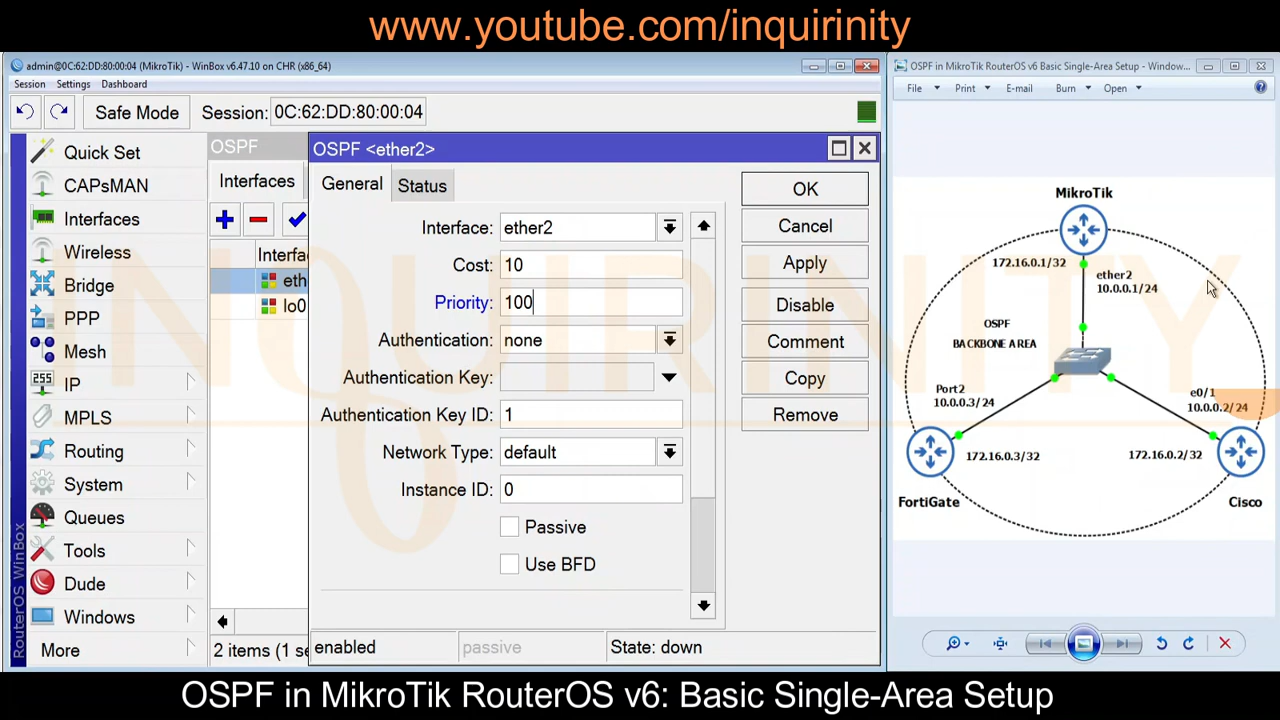 www.youtube.com/inquirinity
admin@0C:62:DD:80:00:04 (MikroTik) - WinBox v6.47.10 on CHR (x86_64)
Session Settings Dashboard
Safe Mode Session: 0C:62:DD:80:00:04
Quick Set
CAPsMAN
Interfaces
Wireless
Bridge
PPP
Mesh
255
IP
MPLS
Routing
System
Queues
Tools
Dude
Windows
More
RouterOS WinBox
OSPF
Interfaces
Interfa
eth
lo0
2 items (1 se
OSPF <ether2>
General Status
Interface: ether2
Cost: 10
Priority: 100
Authentication: none
Authentication Key:
Authentication Key ID: 1
Network Type: default
Instance ID: 0
Passive
Use BFD
OK
Cancel
Apply
Disable
Comment
Copy
Remove
enabled passive State: down
OSPF in MikroTik RouterOS v6 Basic Single-Area Setup - Window...
File Print E-mail Burn Open
MikroTik
172.16.0.1/32
ether2
10.0.0.1/24
OSPF
BACKBONE AREA
Port2
10.0.0.3/24
e0/1
10.0.0.2/24
172.16.0.3/32
172.16.0.2/32
FortiGate
Cisco
INQUIRINITY
OSPF in MikroTik RouterOS v6: Basic Single-Area Setup